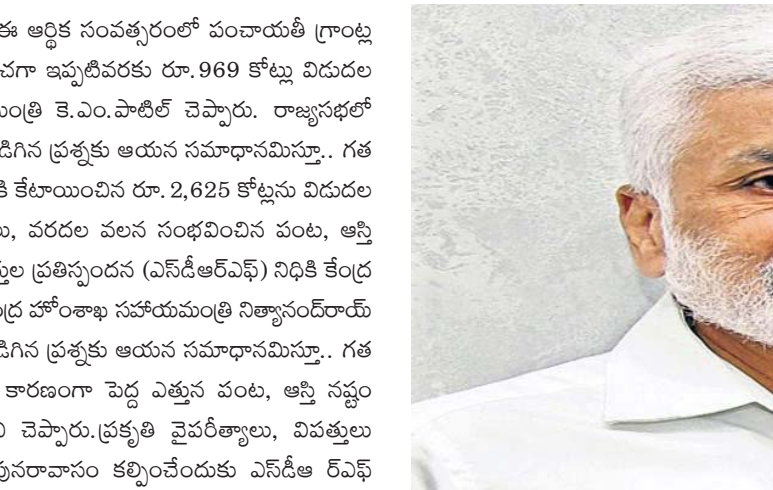 ఈ ఆర్థిక సంవత్సరంలో పంచాయతీ గ్రాంట్ల
చగా ఇప్పటివరకు రూ.969 కోట్లు విడుదల
మంత్రి కె.ఎం.పాటిల్ చెప్పారు. రాజ్యసభలో
డిగిన ప్రశ్నకు ఆయన సమాధానమిస్తూ.. గత
కి కేటాయించిన రూ.2,625 కోట్లను విడుదల
లు, వరదల వలన సంభవించిన పంట, ఆస్తి
త్తుల ప్రతిస్పందన (ఎస్‌డీఆర్ఎఫ్) నిధికి కేంద్ర
ంద్ర హోంశాఖ సహాయమంత్రి నిత్యానంద్‌రాయ్
డిగిన ప్రశ్నకు ఆయన సమాధానమిస్తూ.. గత
కారణంగా పెద్ద ఎత్తున పంట, ఆస్తి నష్టం
ని చెప్పారు.ప్రకృతి వైపరీత్యాలు, విపత్తులు
పునరావాసం కల్పించేందుకు ఎస్‌డీఆ ర్ఎఫ్